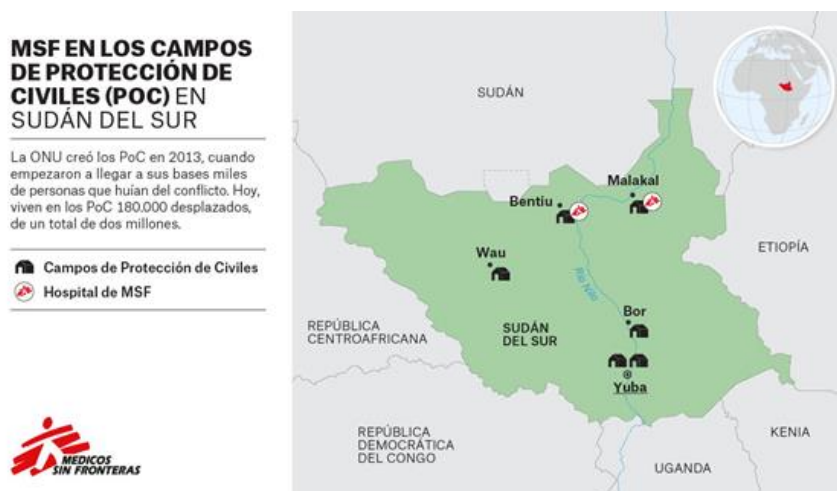 MSF EN LOS CAMPOS
DE PROTECCIÓN DE
CIVILES (POC) EN
SUDÁN DEL SUR
La ONU creó los PoC en 2013, cuando
empezaron a llegar a sus bases miles
de personas que huían del conflicto. Hoy,
viven en los PoC 180.000 desplazados,
de un total de dos millones.
Campos de Protección de Civiles
Hospital de MSF
MEDICOS
SIN FRONTERAS
SUDÁN
Malakal
Bentiu
ETIOPÍA
Wau
Río Nilo
Bor
REPÚBLICA
CENTROAFRICANA
SUDÁN
DEL SUR
Yuba
REPÚBLICA
DEMOCRÁTICA
DEL CONGO
KENIA
UGANDA